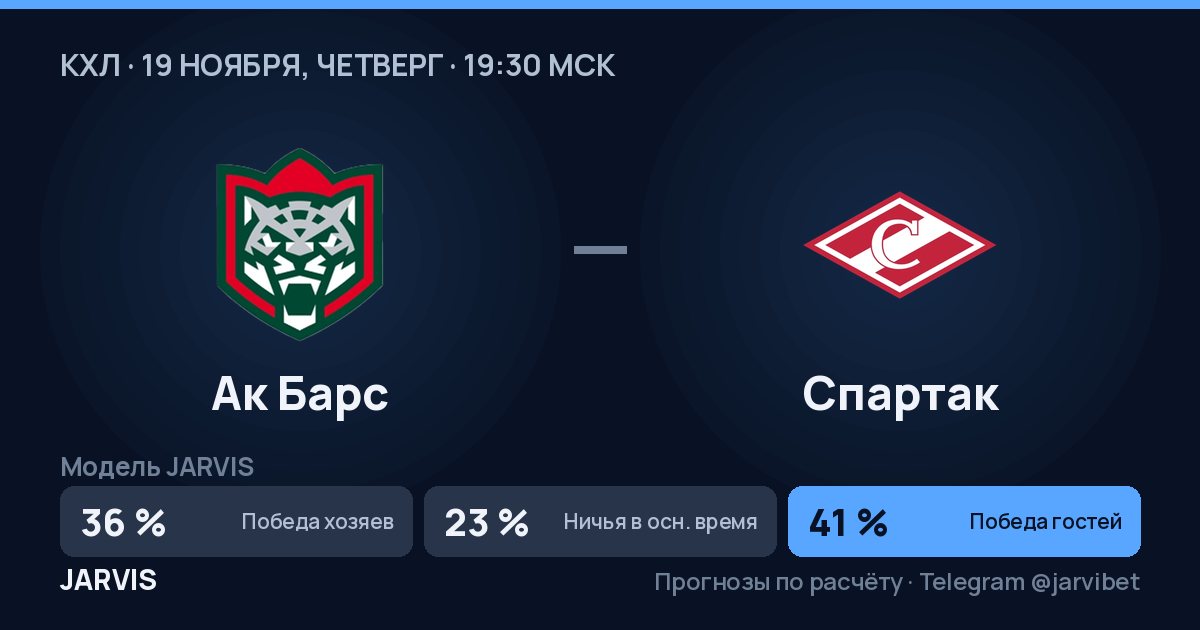 КХЛ · 19 НОЯБРЯ, ЧЕТВЕРГ · 19:30 МСК
С
Ак Барс
Спартак
Модель JARVIS
36 % Победа хозяев 23 % Ничья в осн. время 41 % Победа гостей
JARVIS Прогнозы по расчёту · Telegram @jarvibet